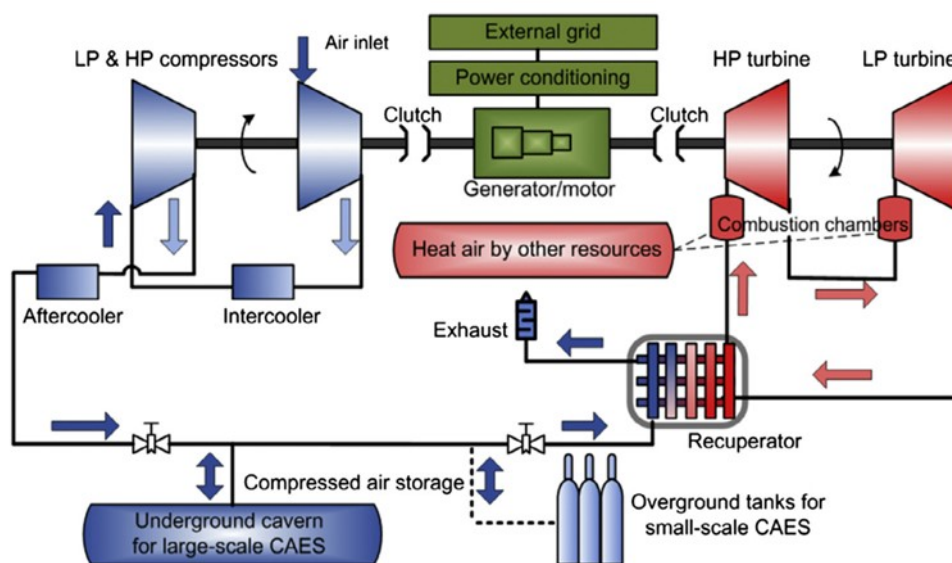 External grid
Air inlet
LP & HP compressors
HP turbine
LP turbine
Power conditioning
Clutch
Clutch
Generator/motor
Combustion chambers
Heat air by other resources
Aftercooler
Intercooler
Exhaust
Recuperator
Compressed air storage
Underground cavern
for large-scale CAES
Overground tanks for
small-scale CAES